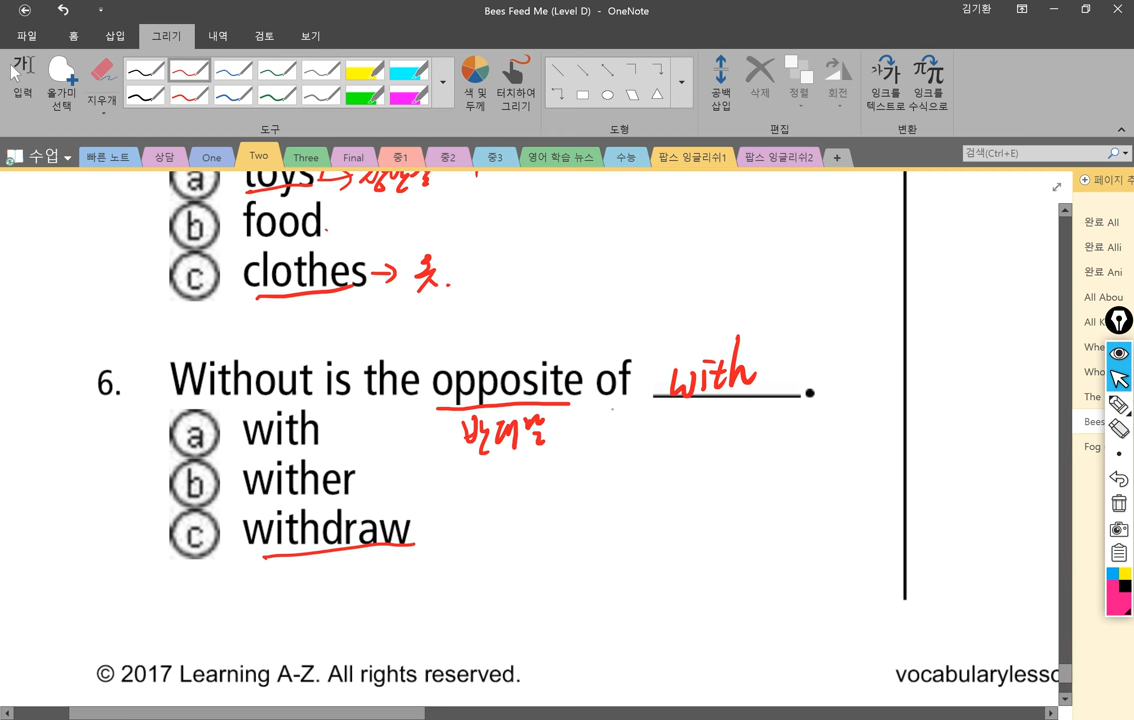 Bees Feed Me (Level D) - OneNote
김기환
파일 홈 삽입 그리기 내역 검토 보기
입력 올가미 선택 지우개 색 및 두께 터치하여 그리기 공백 삽입 삭제 정렬 회전 잉크를 텍스트로 잉크를 수식으로
도구 도형 편집 변환
수업 빠른 노트 상담 One Two Three Final 중1 중2 중3 영어 학습 뉴스 수능 팝스 잉글리쉬1 팝스 잉글리쉬2 + 검색(Ctrl+E)
페이지 추
완료 All
완료 Alli
완료 Ani
All Abou
All K
Whe
Who
The
Bees
Fog
a toys →
b food
c clothes → 옷.
6. Without is the opposite of with.
반대말
a with
b wither
c withdraw
© 2017 Learning A-Z. All rights reserved. vocabularylesso